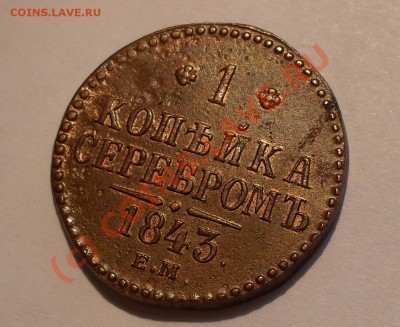 COINS.LAVE.RU
1
КОПѢЙКА
СЕРЕБРОМЪ
1843.
Е.М.